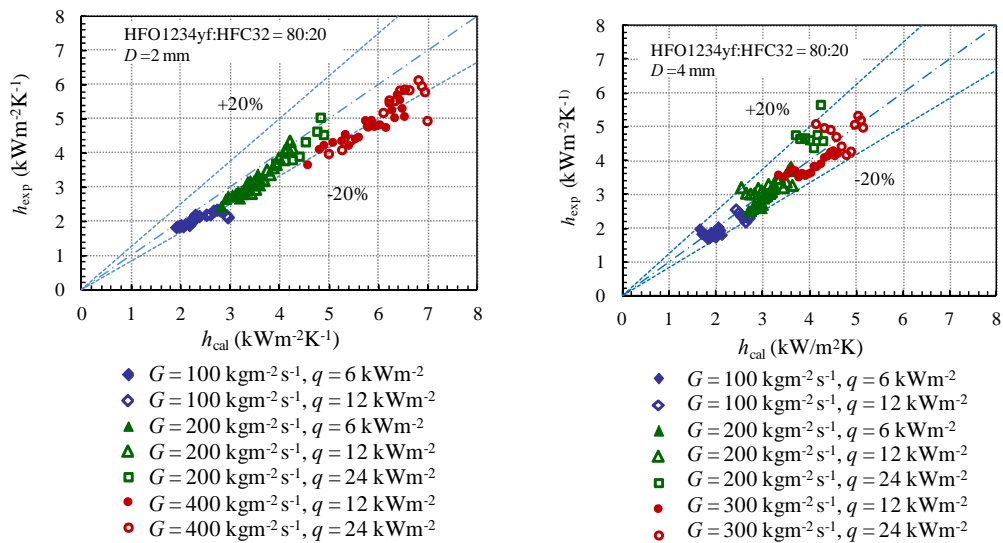 HFO1234yf:HFC32 = 80:20
D =2 mm
+20%
-20%
8
7
6
5
4
3
2
1
0
0 1 2 3 4 5 6 7 8
hexp (kWm-2K-1)
hcal (kWm-2K-1)
G = 100 kgm-2 s-1, q = 6 kWm-2
G = 100 kgm-2 s-1, q = 12 kWm-2
G = 200 kgm-2 s-1, q = 6 kWm-2
G = 200 kgm-2 s-1, q = 12 kWm-2
G = 200 kgm-2 s-1, q = 24 kWm-2
G = 400 kgm-2 s-1, q = 12 kWm-2
G = 400 kgm-2 s-1, q = 24 kWm-2
HFO1234yf:HFC32 = 80:20
D =4 mm
+20%
-20%
8
7
6
5
4
3
2
1
0
0 1 2 3 4 5 6 7 8
hexp (kWm-2K-1)
hcal (kW/m2K)
G = 100 kgm-2 s-1, q = 6 kWm-2
G = 100 kgm-2 s-1, q = 12 kWm-2
G = 200 kgm-2 s-1, q = 6 kWm-2
G = 200 kgm-2 s-1, q = 12 kWm-2
G = 200 kgm-2 s-1, q = 24 kWm-2
G = 300 kgm-2 s-1, q = 12 kWm-2
G = 300 kgm-2 s-1, q = 24 kWm-2